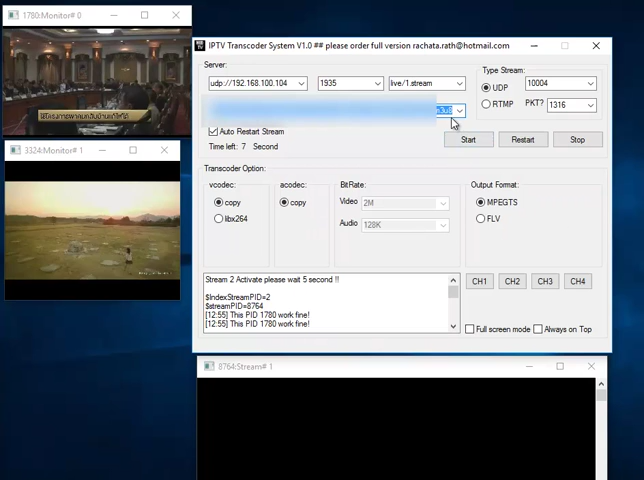 1780:Monitor# 0
IPTV Transcoder System V1.0 ## please order full version rachata.rath@hotmail.com
Server:
udp://192.168.100.104 1935 live/1.stream
Type Stream:
UDP 10004
RTMP PKT? 1316
Auto Restart Stream
Time left: 7 Second
Start Restart Stop
3324:Monitor# 1
Transcoder Option:
vcodec: acodec: BitRate: Output Format:
copy copy Video 2M MPEGTS
libx264 Audio 128K FLV
Stream 2 Activate please wait 5 second !!
$IndexStreamPID=2
$streamPID=8764
[12:55] This PID 1780 work fine!
[12:55] This PID 1780 work fine!
CH1 CH2 CH3 CH4
Full screen mode Always on Top
8764:Stream# 1